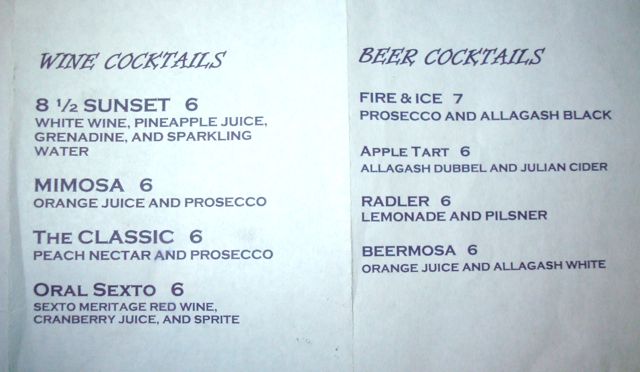 WINE COCKTAILS
8 ½ SUNSET 6
WHITE WINE, PINEAPPLE JUICE,
GRENADINE, AND SPARKLING
WATER
MIMOSA 6
ORANGE JUICE AND PROSECCO
THE CLASSIC 6
PEACH NECTAR AND PROSECCO
ORAL SEXTO 6
SEXTO MERITAGE RED WINE,
CRANBERRY JUICE, AND SPRITE
BEER COCKTAILS
FIRE & ICE 7
PROSECCO AND ALLAGASH BLACK
APPLE TART 6
ALLAGASH DUBBEL AND JULIAN CIDER
RADLER 6
LEMONADE AND PILSNER
BEERMOSA 6
ORANGE JUICE AND ALLAGASH WHITE